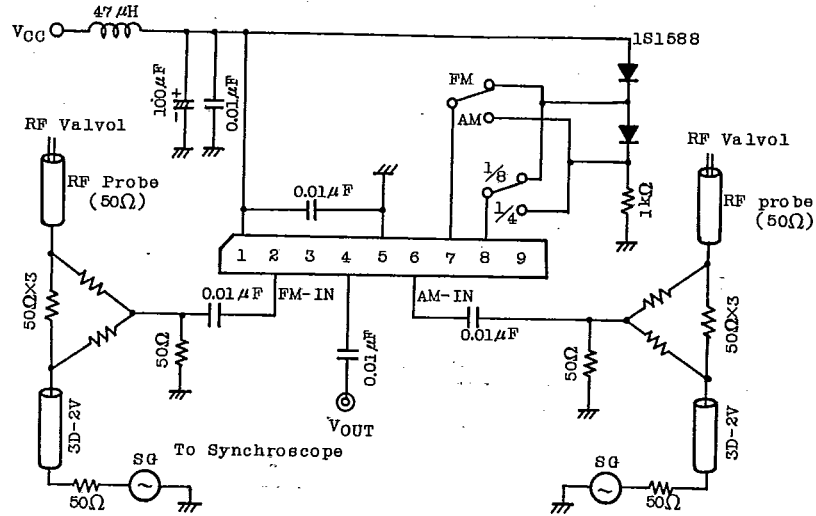 47μH
VCC
1S1588
100μF
+
-
0.01μF
FM
AM
RF Valvol
RF Probe
(50Ω)
RF Valvol
RF probe
(50Ω)
0.01μF
1/8
1/4
1kΩ
1 2 3 4 5 6 7 8 9
50Ω×3
0.01μF
FM-IN
AM-IN
0.01μF
50Ω×3
50Ω
0.01μF
50Ω
VOUT
3D-2V
To Synchroscope
3D-2V
SG
50Ω
SG
50Ω